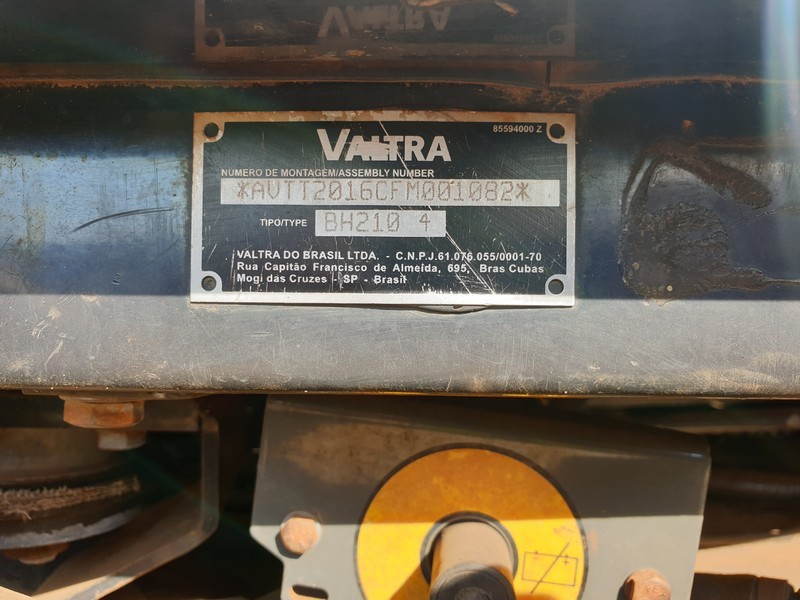 VALTRA
85594000 Z
VALTRA
NUMERO DE MONTAGEM/ASSEMBLY NUMBER
*AVTT2016CFM001082*
TIPO/TYPE BH210 4
VALTRA DO BRASIL LTDA. - C.N.P.J.61.076.055/0001-70
Rua Capitão Francisco de Almeida, 695, Bras Cubas
Mogi das Cruzes - SP - Brasil